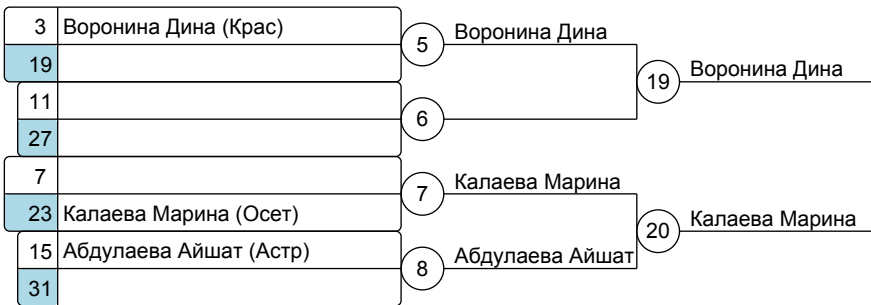 3 Воронина Дина (Крас)
19
5 Воронина Дина
11
27
6
19 Воронина Дина
7
23 Калаева Марина (Осет)
7 Калаева Марина
15 Абдулаева Айшат (Астр)
31
8 Абдулаева Айшат
20 Калаева Марина